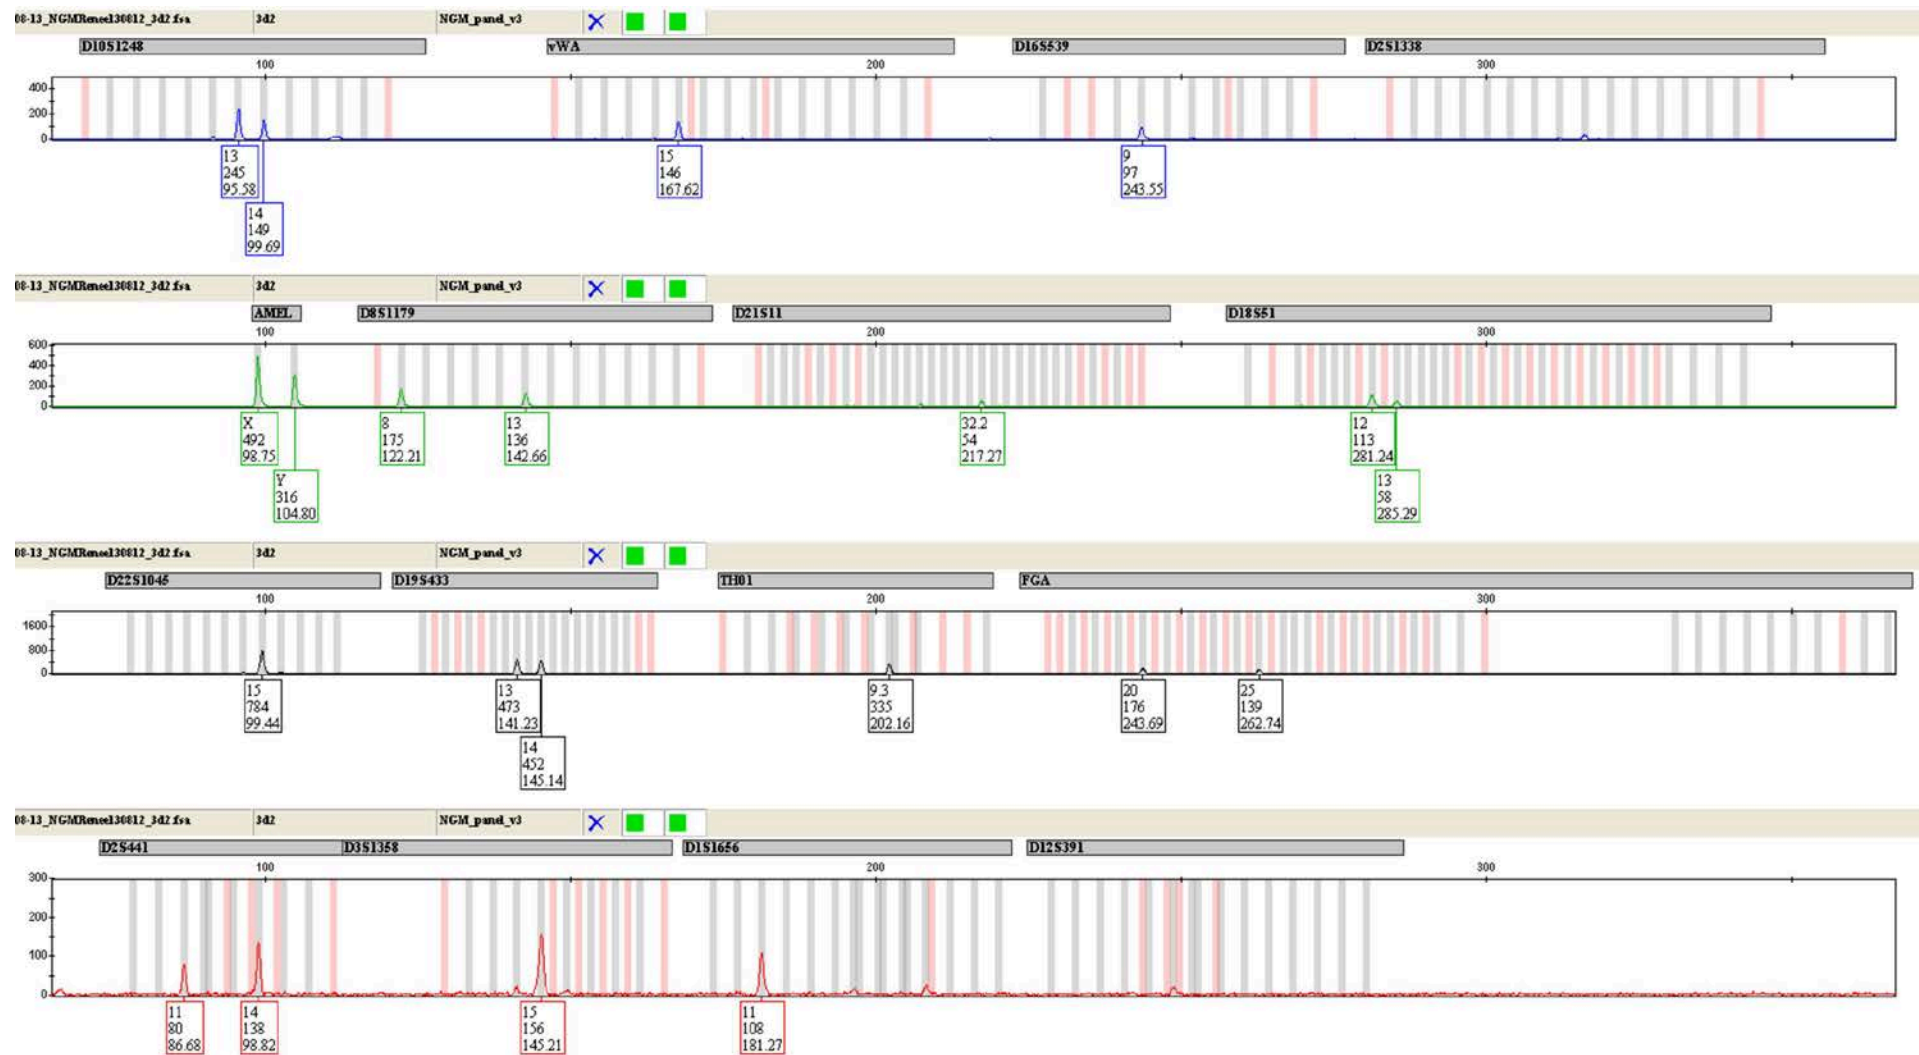 08-13_NGMReneel30812_3d2.fsa 3d2 NGM_panel_v3
D10S1248 vWA D16S539 D2S1338
100 200 300
400
200
0
13 15 9
245 146 97
95.58 167.62 243.55
14
149
99.69
08-13_NGMReneel30812_3d2.fsa 3d2 NGM_panel_v3
AMEL D8S1179 D21S11 D18S51
100 200 300
600
400
200
0
X 8 13 32.2 12
492 175 136 54 113
98.75 122.21 142.66 217.27 281.24
Y 13
316 58
104.80 285.29
08-13_NGMReneel30812_3d2.fsa 3d2 NGM_panel_v3
D22S1045 D19S433 TH01 FGA
100 200 300
1600
800
0
15 13 9.3 20 25
784 473 335 176 139
99.44 141.23 202.16 243.69 262.74
14
452
145.14
08-13_NGMReneel30812_3d2.fsa 3d2 NGM_panel_v3
D2S441 D3S1358 D1S1656 D12S391
100 200 300
300
200
100
0
11 14 15 11
80 138 156 108
86.68 98.82 145.21 181.27